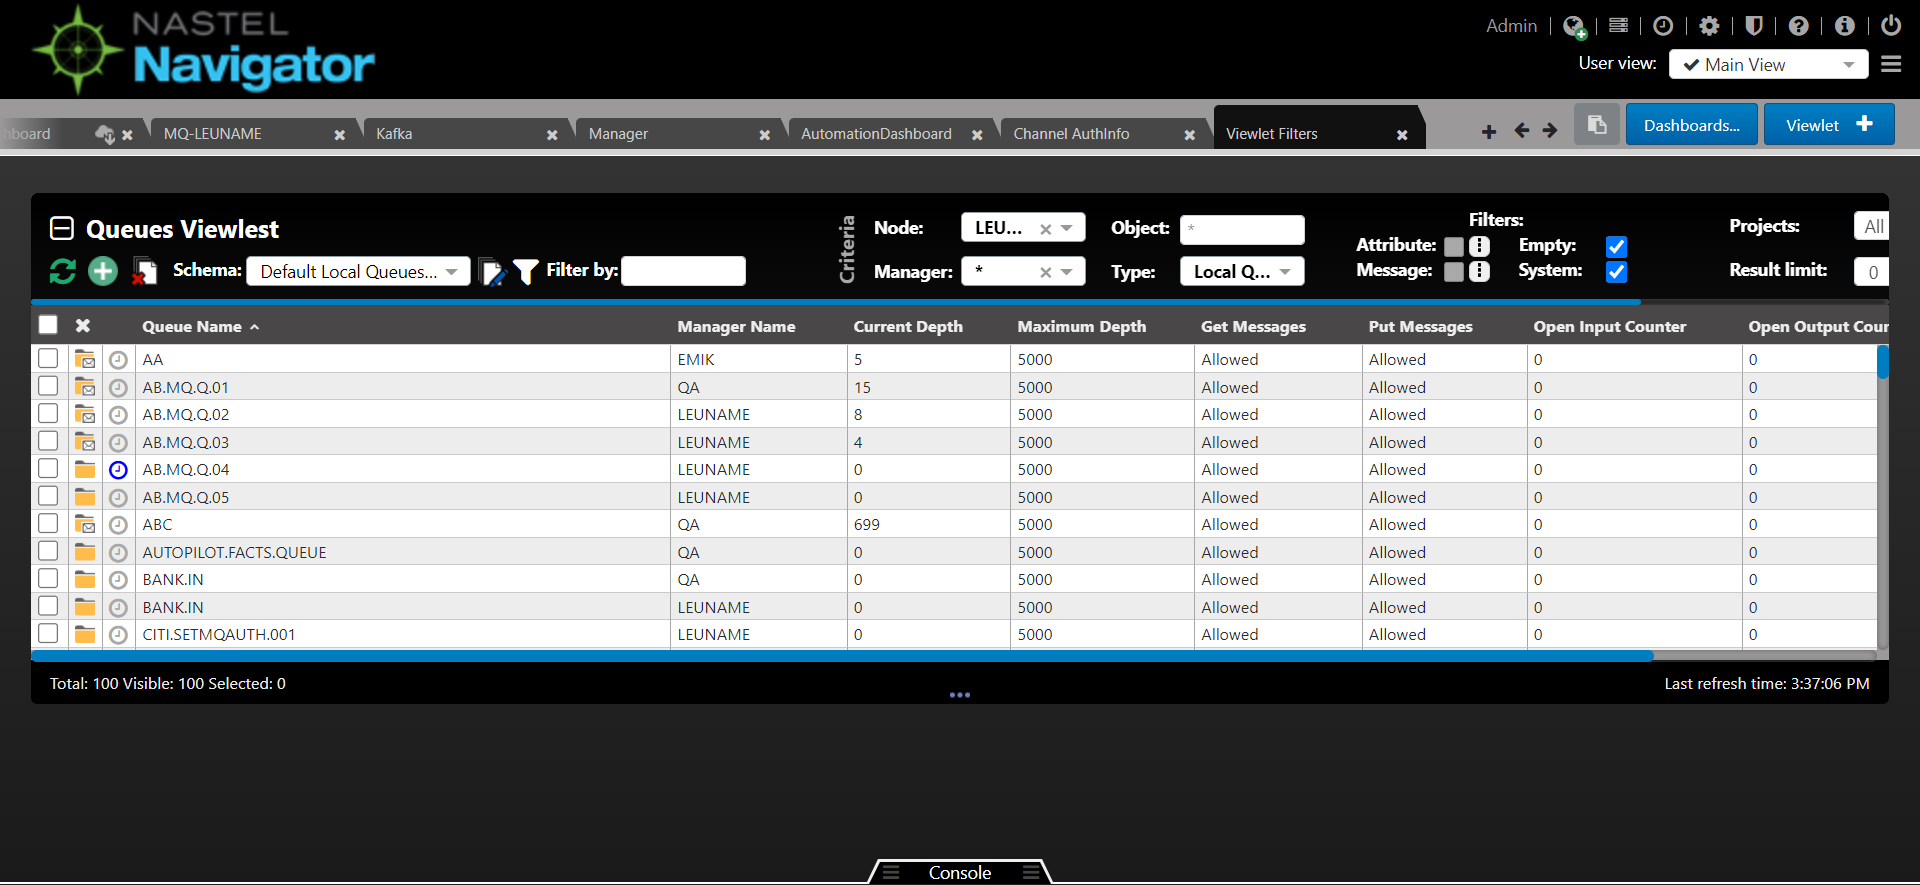 NASTEL
Navigator
Admin
User view: Main View
hboard
MQ-LEUNAME
Kafka
Manager
AutomationDashboard
Channel AuthInfo
Viewlet Filters
Dashboards...
Viewlet
Queues Viewlest
Schema: Default Local Queues...
Filter by:
Criteria
Node: LEU...
Manager: *
Object: *
Type: Local Q...
Filters:
Attribute:
Message:
Empty:
System:
Projects: All
Result limit: 0
Queue Name Manager Name Current Depth Maximum Depth Get Messages Put Messages Open Input Counter Open Output Coun
AA EMIK 5 5000 Allowed Allowed 0 0
AB.MQ.Q.01 QA 15 5000 Allowed Allowed 0 0
AB.MQ.Q.02 LEUNAME 8 5000 Allowed Allowed 0 0
AB.MQ.Q.03 LEUNAME 4 5000 Allowed Allowed 0 0
AB.MQ.Q.04 LEUNAME 0 5000 Allowed Allowed 0 0
AB.MQ.Q.05 LEUNAME 0 5000 Allowed Allowed 0 0
ABC QA 699 5000 Allowed Allowed 0 0
AUTOPILOT.FACTS.QUEUE QA 0 5000 Allowed Allowed 0 0
BANK.IN QA 0 5000 Allowed Allowed 0 0
BANK.IN LEUNAME 0 5000 Allowed Allowed 0 0
CITI.SETMQAUTH.001 LEUNAME 0 5000 Allowed Allowed 0 0
Total: 100 Visible: 100 Selected: 0
Last refresh time: 3:37:06 PM
Console